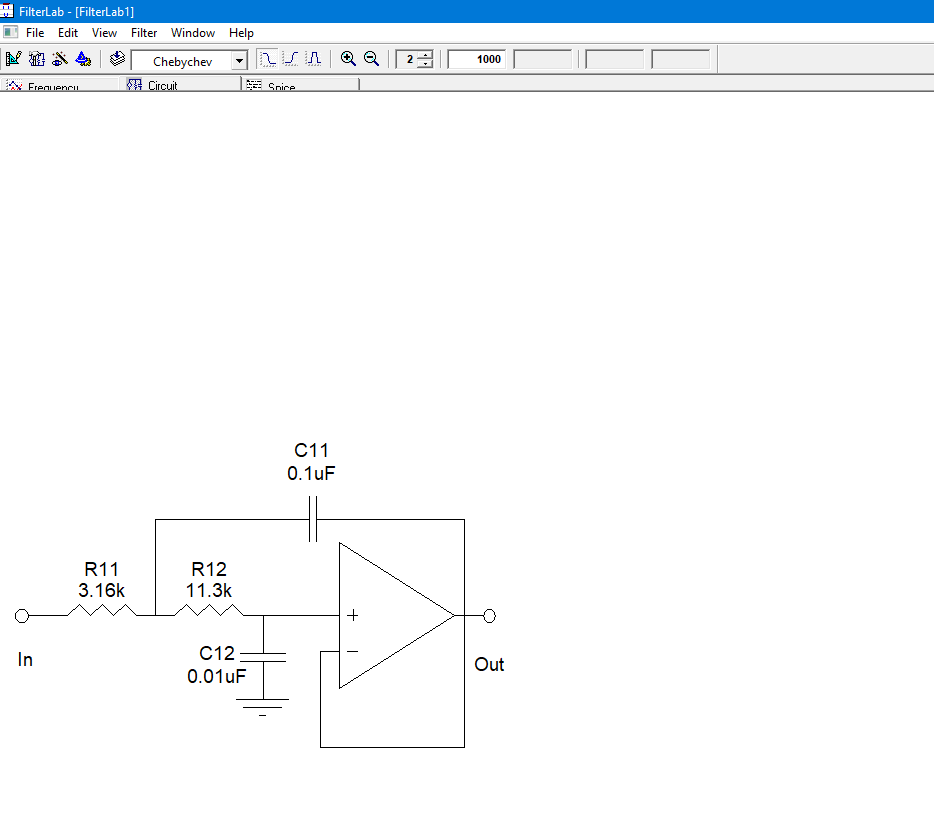 FilterLab - [FilterLab1]
File Edit View Filter Window Help
Chebychev 2 1000
Frequency Circuit Spice
C11
0.1uF
R11 R12
3.16k 11.3k
+
−
C12
0.01uF
In
Out